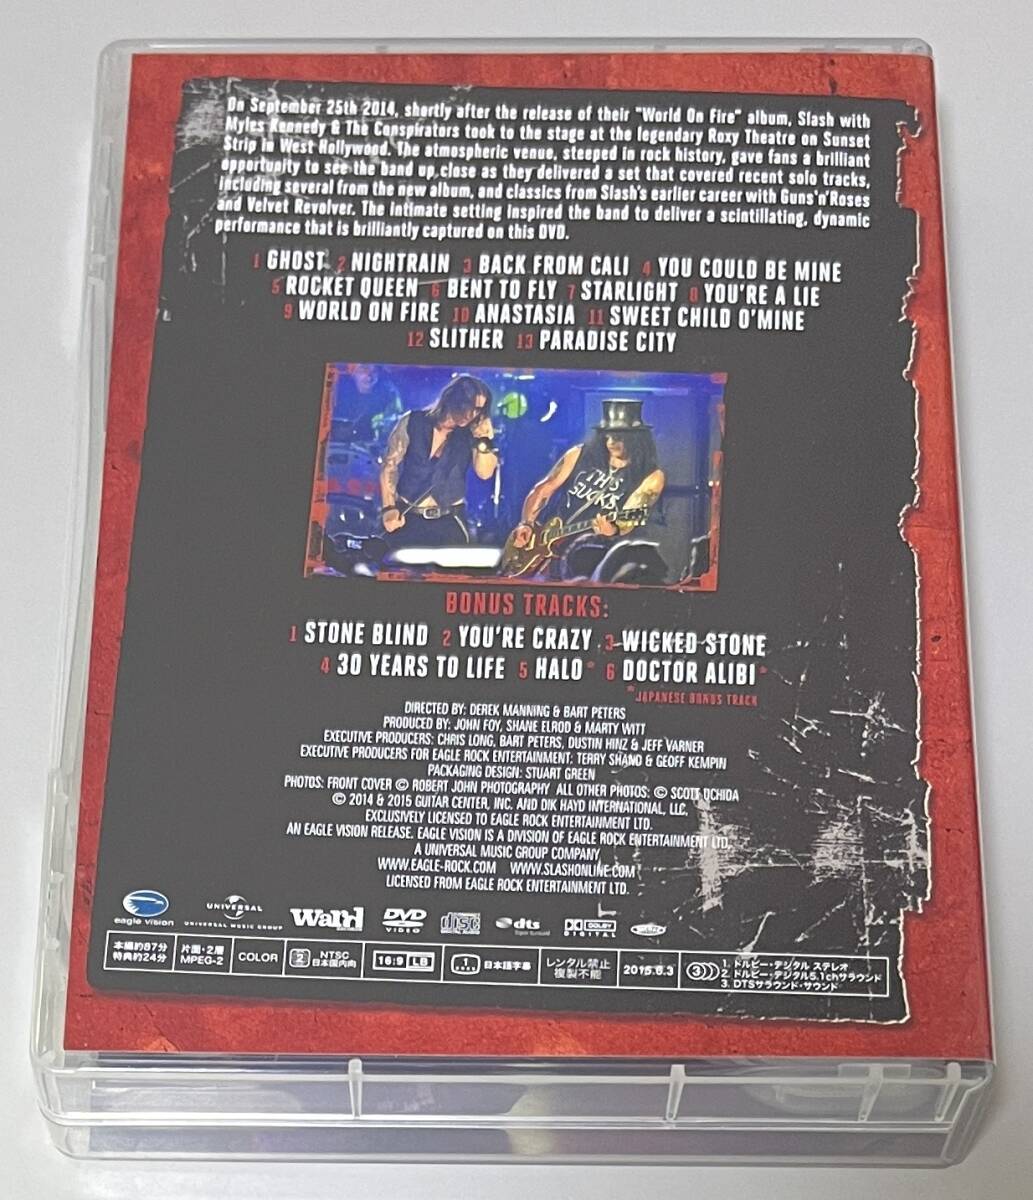 On September 25th 2014, shortly after the release of their "World On Fire" album, Slash with
Myles Kennedy & The Conspirators took to the stage at the legendary Roxy Theatre on Sunset
Strip in West Hollywood. The atmospheric venue, steeped in rock history, gave fans a brilliant
opportunity to see the band up close as they delivered a set that covered recent solo tracks,
including several from the new album, and classics from Slash's earlier career with Guns'n'Roses
and Velvet Revolver. The intimate setting inspired the band to deliver a scintillating, dynamic
performance that is brilliantly captured on this DVD.
1 GHOST 2 NIGHTRAIN 3 BACK FROM CALI 4 YOU COULD BE MINE
5 ROCKET QUEEN 6 BENT TO FLY 7 STARLIGHT 8 YOU'RE A LIE
9 WORLD ON FIRE 10 ANASTASIA 11 SWEET CHILD O'MINE
12 SLITHER 13 PARADISE CITY
THIS
SUCKS
BONUS TRACKS:
1 STONE BLIND 2 YOU'RE CRAZY 3 WICKED STONE
4 30 YEARS TO LIFE 5 HALO* 6 DOCTOR ALIBI*
*JAPANESE BONUS TRACK
DIRECTED BY: DEREK MANNING & BART PETERS
PRODUCED BY: JOHN FOY, SHANE ELROD & MARTY WITT
EXECUTIVE PRODUCERS: CHRIS LONG, BART PETERS, DUSTIN HINZ & JEFF VARNER
EXECUTIVE PRODUCERS FOR EAGLE ROCK ENTERTAINMENT: TERRY SHAND & GEOFF KEMPIN
PACKAGING DESIGN: STUART GREEN
PHOTOS: FRONT COVER © ROBERT JOHN PHOTOGRAPHY ALL OTHER PHOTOS: © SCOTT UCHIDA
© 2014 & 2015 GUITAR CENTER, INC. AND DIK HAYD INTERNATIONAL, LLC,
EXCLUSIVELY LICENSED TO EAGLE ROCK ENTERTAINMENT LTD.
AN EAGLE VISION RELEASE. EAGLE VISION IS A DIVISION OF EAGLE ROCK ENTERTAINMENT LTD,
A UNIVERSAL MUSIC GROUP COMPANY
WWW.EAGLE-ROCK.COM WWW.SLASHONLINE.COM
LICENSED FROM EAGLE ROCK ENTERTAINMENT LTD.
eagle vision
UNIVERSAL
UNIVERSAL MUSIC GROUP
Ward
DVD
VIDEO
disc
DIGITAL AUDIO
dts
Digital Surround
DOLBY
DIGITAL
本編約87分
特典約24分
片面・2層
MPEG-2
COLOR
2
NTSC
日本国内向
16:9 LB
1
日本語字幕
レンタル禁止
複製不能
2015.6.3
3
1. ドルビー・デジタル ステレオ
2. ドルビー・デジタル5.1chサラウンド
3. DTSサラウンド・サウンド